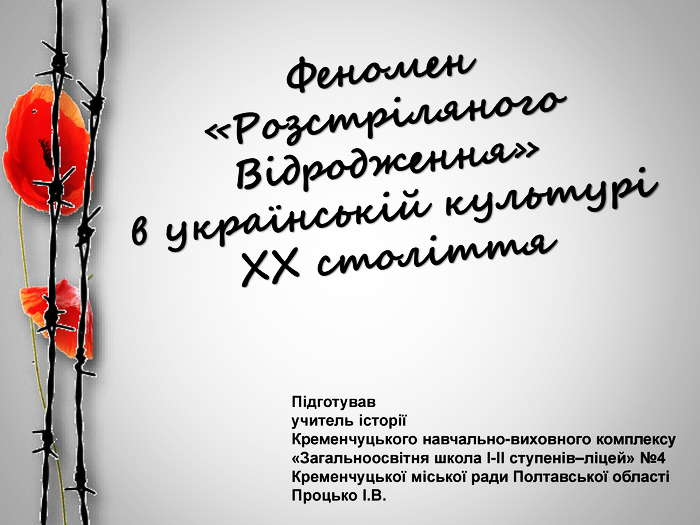 Феномен
«Розстріляного
Відродження»
в українській культурі
ХХ століття
Підготував
учитель історії
Кременчуцького навчально-виховного комплексу
«Загальноосвітня школа І-ІІ ступенів–ліцей» №4
Кременчуцької міської ради Полтавської області
Процько І.В.